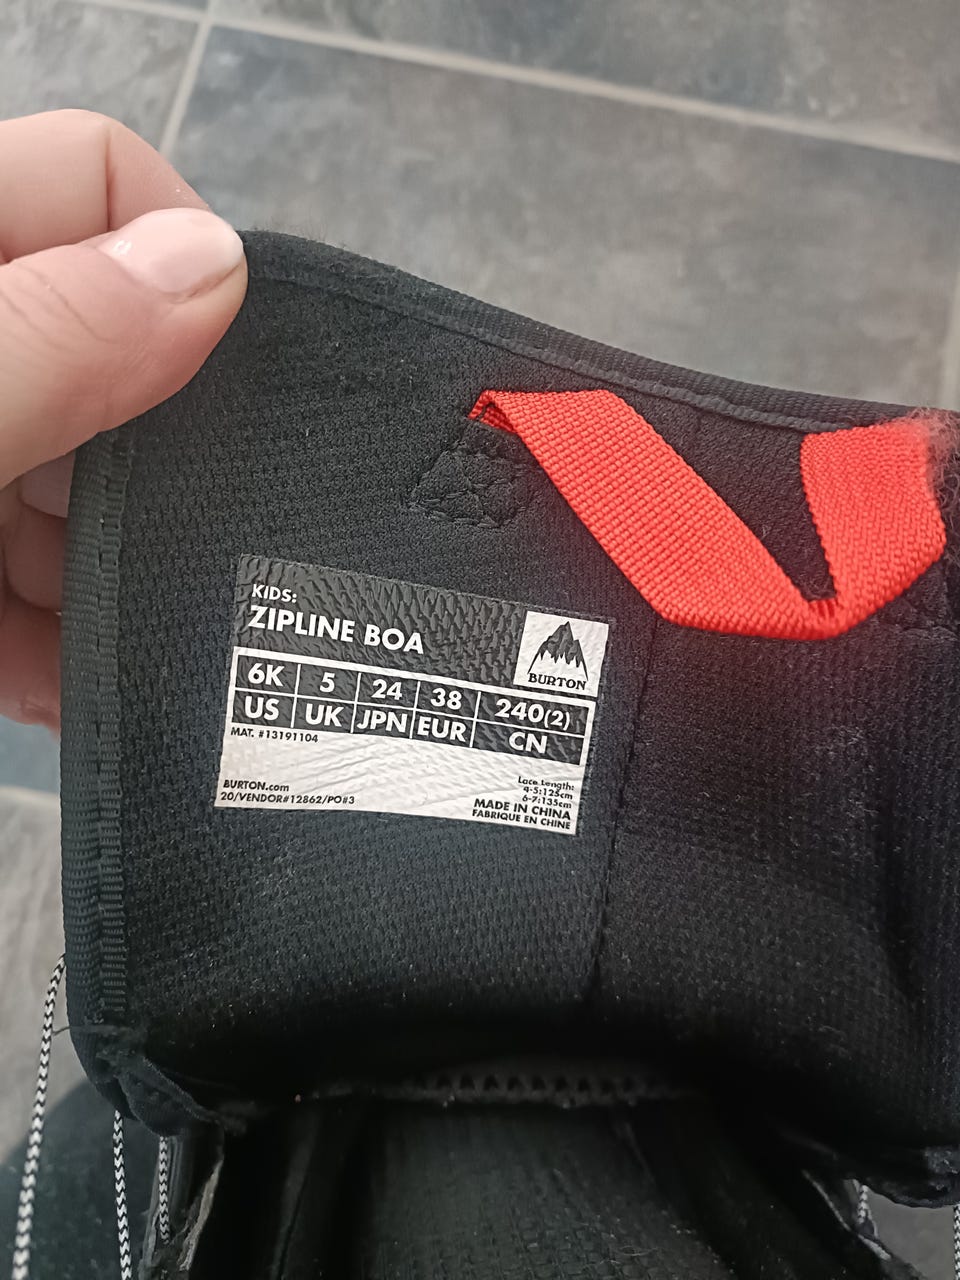 KIDS:
ZIPLINE BOA
BURTON
6K 5 24 38 240(2)
US UK JPN EUR CN
MAT. #13191104
BURTON.com
20/VENDOR#12862/PO#3
Lace Length:
4-5:125cm
6-7:135cm
MADE IN CHINA
FABRIQUE EN CHINE